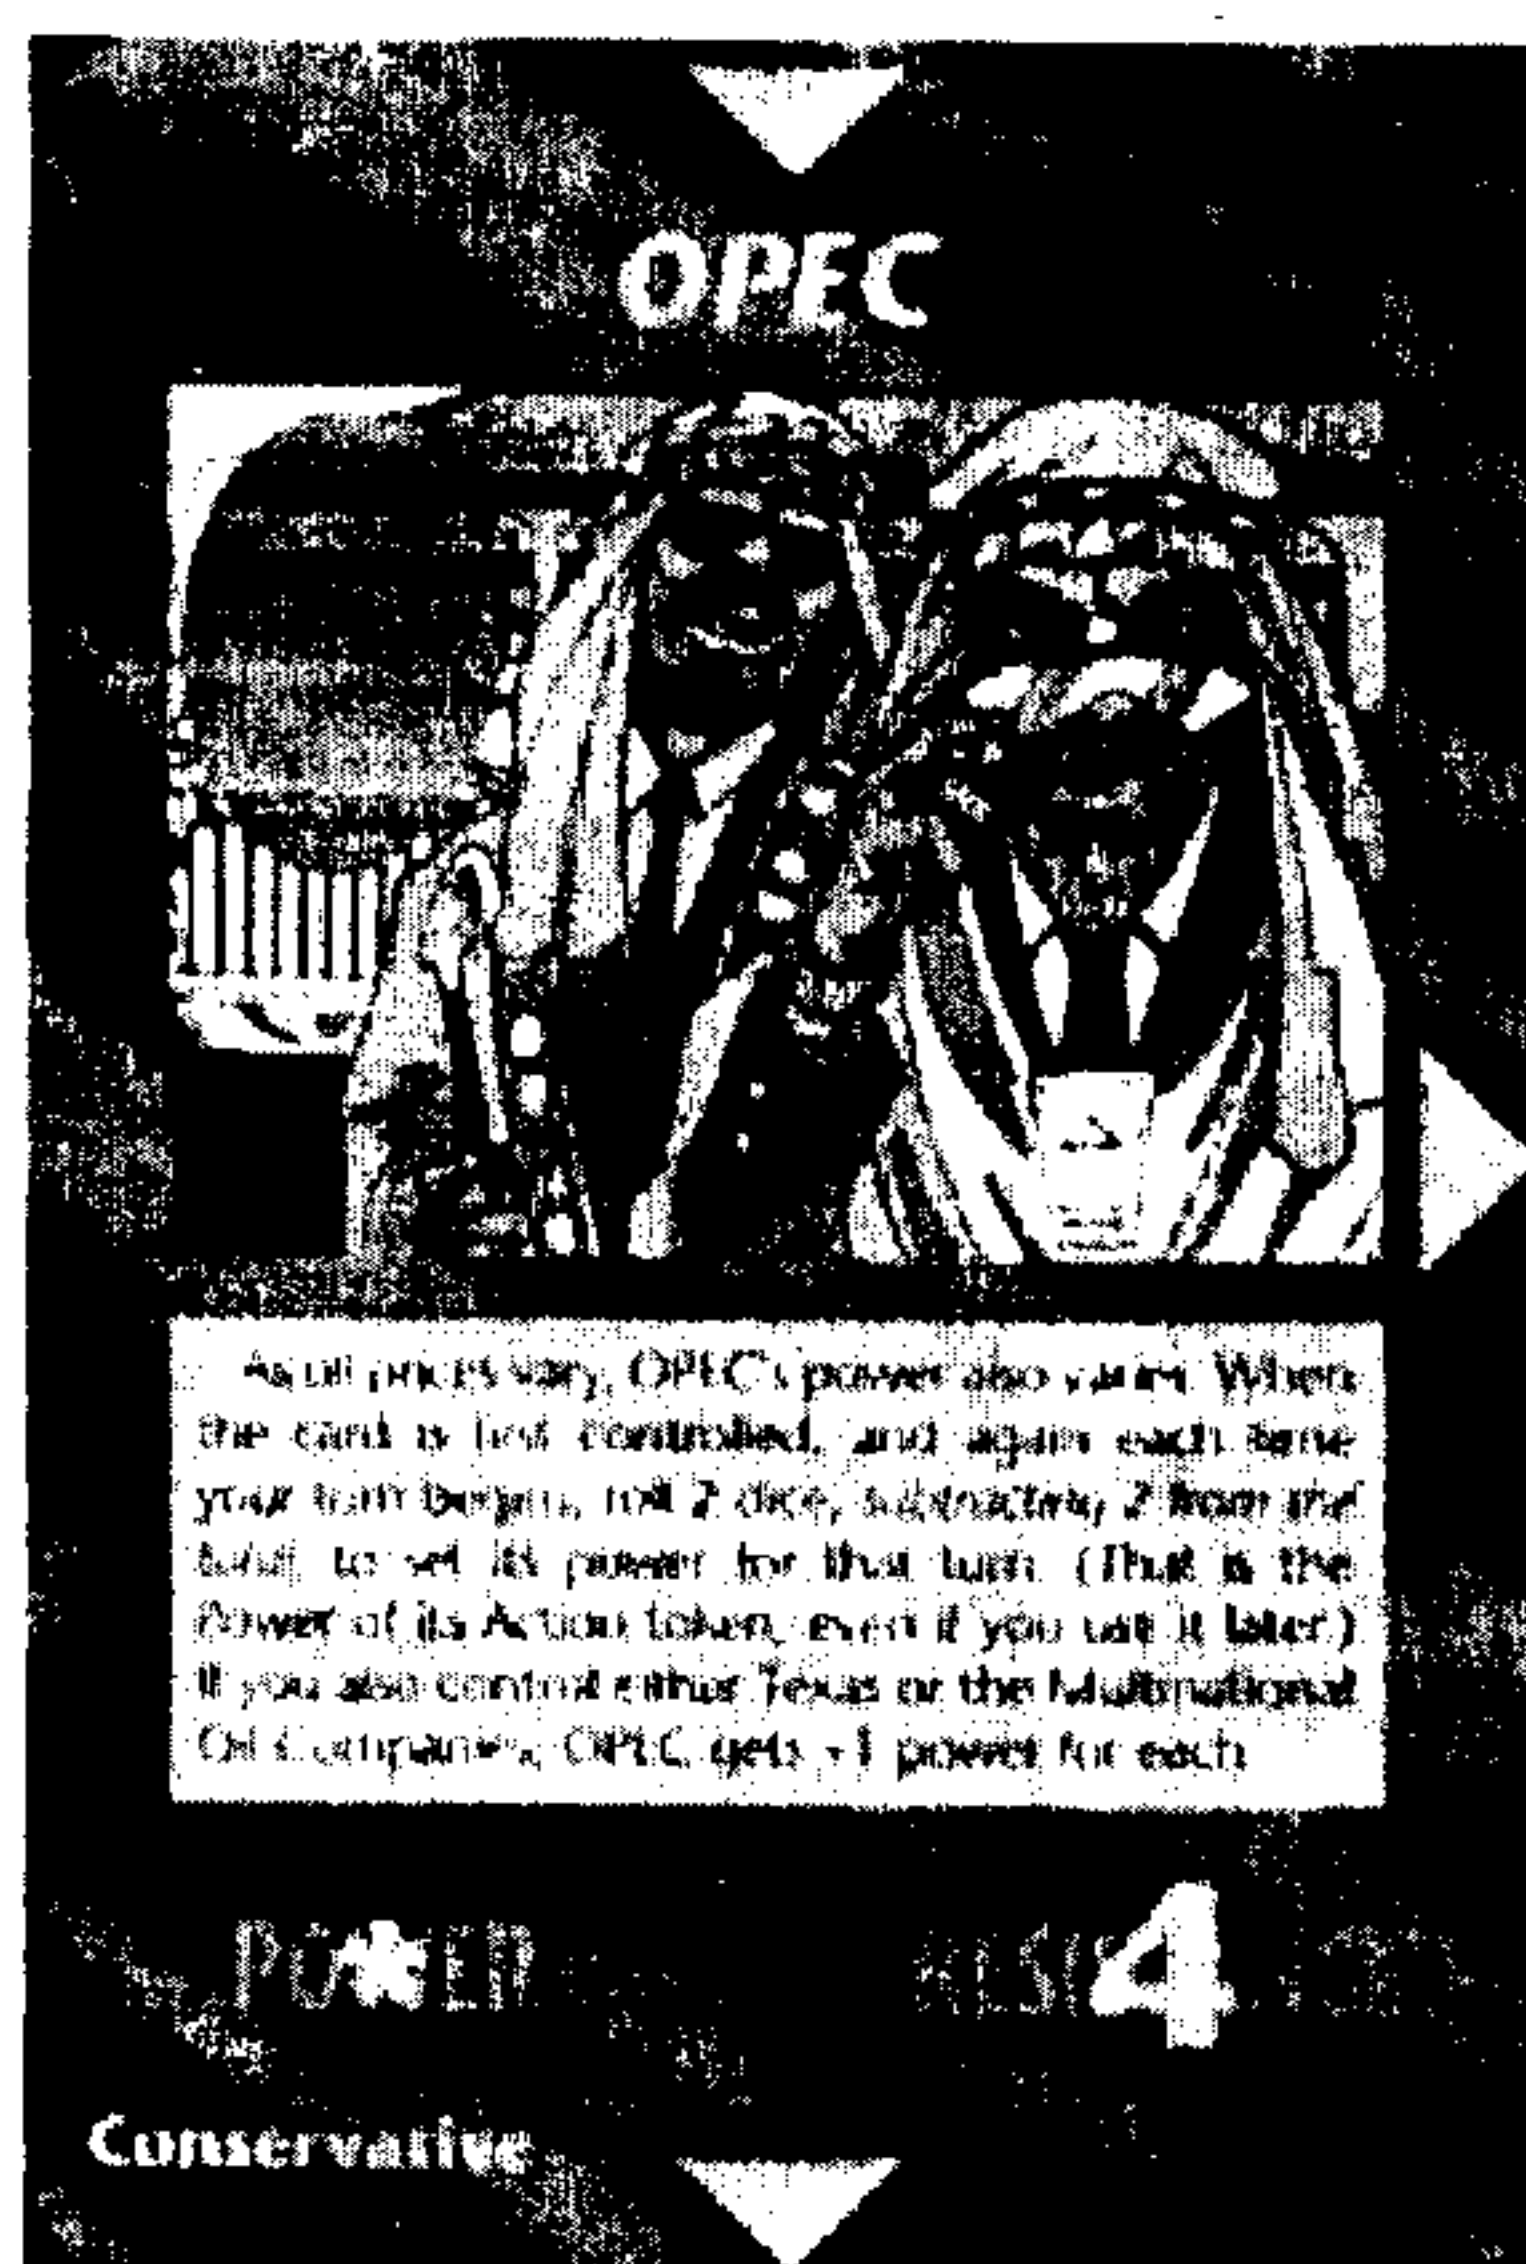 OPEC
As oil prices vary, OPEC's power also varies. When
the card is first controlled, and again each time
your turn begins, roll 2 dice, subtracting 2 from the
total, to set its power for that turn. (That is the
Power of its Action token, even if you use it later.)
If you also control either Texas or the Multinational
Oil Companies, OPEC gets +1 power for each
POWER
4
Conservative